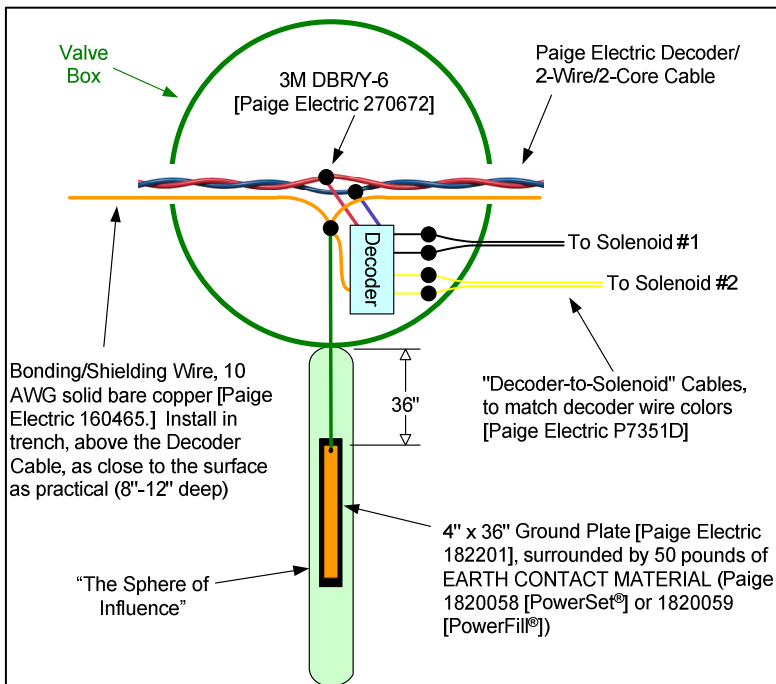 Valve
Box
3M DBR/Y-6
[Paige Electric 270672]
Paige Electric Decoder/
2-Wire/2-Core Cable
Decoder
To Solenoid #1
To Solenoid #2
Bonding/Shielding Wire, 10
AWG solid bare copper [Paige
Electric 160465.] Install in
trench, above the Decoder
Cable, as close to the surface
as practical (8"-12" deep)
36"
"Decoder-to-Solenoid" Cables,
to match decoder wire colors
[Paige Electric P7351D]
4" x 36" Ground Plate [Paige Electric
182201], surrounded by 50 pounds of
EARTH CONTACT MATERIAL (Paige
1820058 [PowerSet®] or 1820059
[PowerFill®])
“The Sphere of
Influence”